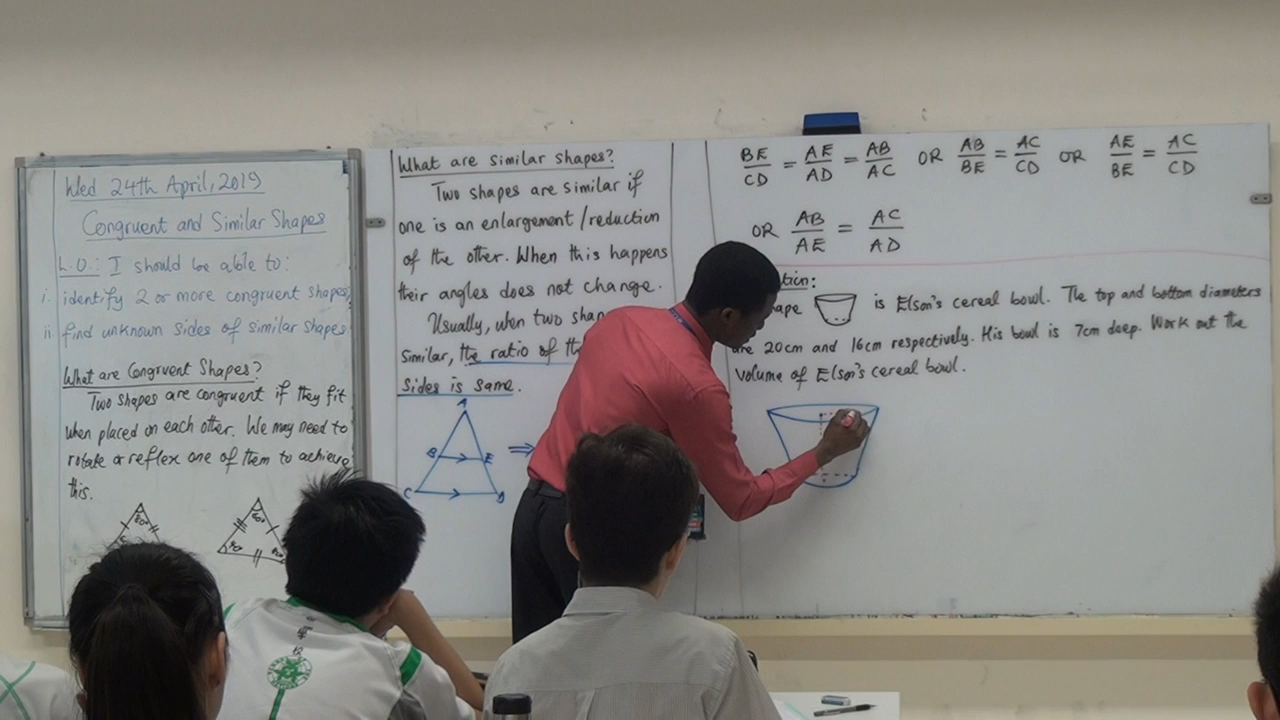 Wed 24th April, 2019
Congruent and Similar Shapes
L.O.: I should be able to:
i. identify 2 or more congruent shapes,
ii. find unknown sides of similar shapes
What are Congruent Shapes?
Two shapes are congruent if they fit
when placed on each other. We may need to
rotate or reflex one of them to achieve
this.
What are similar shapes?
Two shapes are similar if
one is an enlargement/reduction
of the other. When this happens
their angles does not change.
Usually, wen two shap
Similar, the ratio of th
Sides is same.
A
B E
C D
BE/CD = AE/AD = AB/AC OR AB/BE = AC/CD OR AE/BE = AC/CD
OR AB/AE = AC/AD
tion:
is Elson's cereal bowl. The top and bottom diameters
are 20cm and 16cm respectively. His bowl is 7cm deep. Work out the
volume of Elson's cereal bowl.